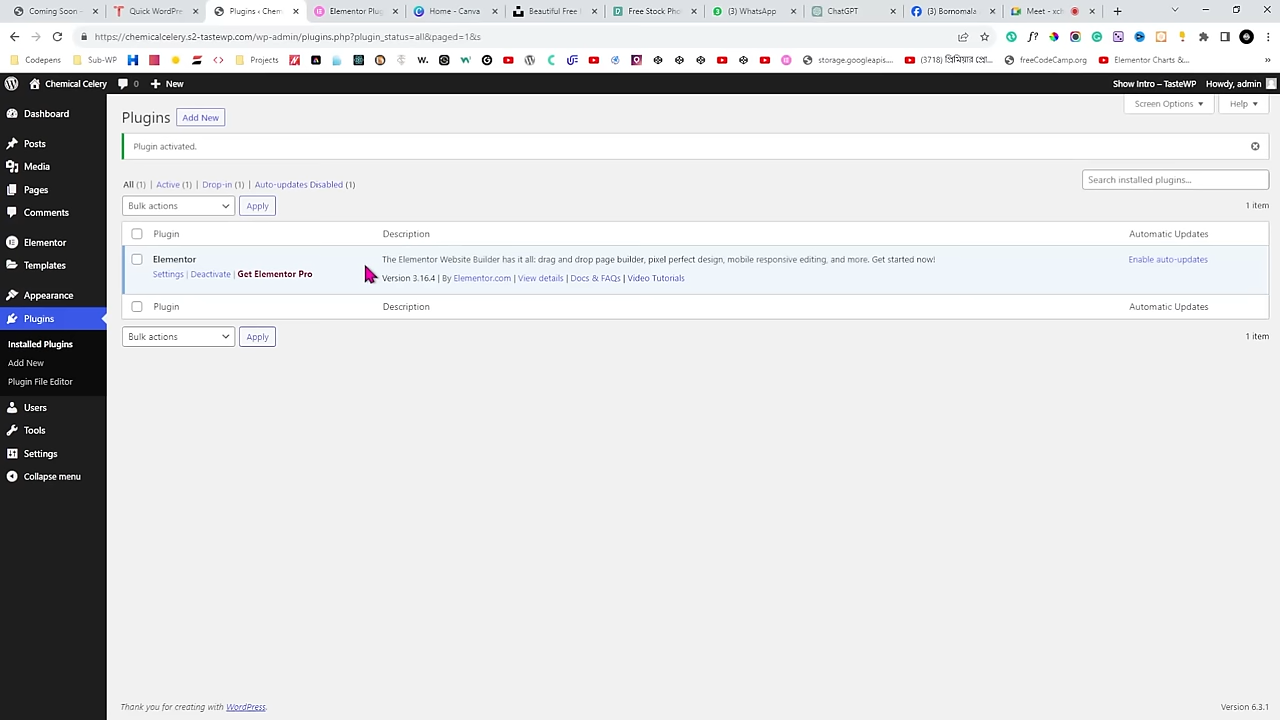 Coming Soon –
Quick WordPre
Plugins ‹ Chem
Elementor Plug
Home - Canva
Beautiful Free
Free Stock Pho
(3) WhatsApp
ChatGPT
(3) Bornomala
Meet - xch
https://chemicalcelery.s2-tastewp.com/wp-admin/plugins.php?plugin_status=all&paged=1&s
Codepens
Sub-WP
Projects
storage.googleapis....
freeCodeCamp.org
Elementor Charts &...
Chemical Celery
0
New
Show Intro – TasteWP
Howdy, admin
Dashboard
Posts
Media
Pages
Comments
Elementor
Templates
Appearance
Plugins
Installed Plugins
Add New
Plugin File Editor
Users
Tools
Settings
Collapse menu
Screen Options
Help
Plugins
Add New
Plugin activated.
All (1) | Active (1) | Drop-in (1) | Auto-updates Disabled (1)
Search installed plugins...
Bulk actions
Apply
1 item
Plugin
Description
Automatic Updates
Elementor
Settings | Deactivate | Get Elementor Pro
The Elementor Website Builder has it all: drag and drop page builder, pixel perfect design, mobile responsive editing, and more. Get started now!
Version 3.16.4 | By Elementor.com | View details | Docs & FAQs | Video Tutorials
Enable auto-updates
Plugin
Description
Automatic Updates
Bulk actions
Apply
1 item
Thank you for creating with WordPress.
Version 6.3.1